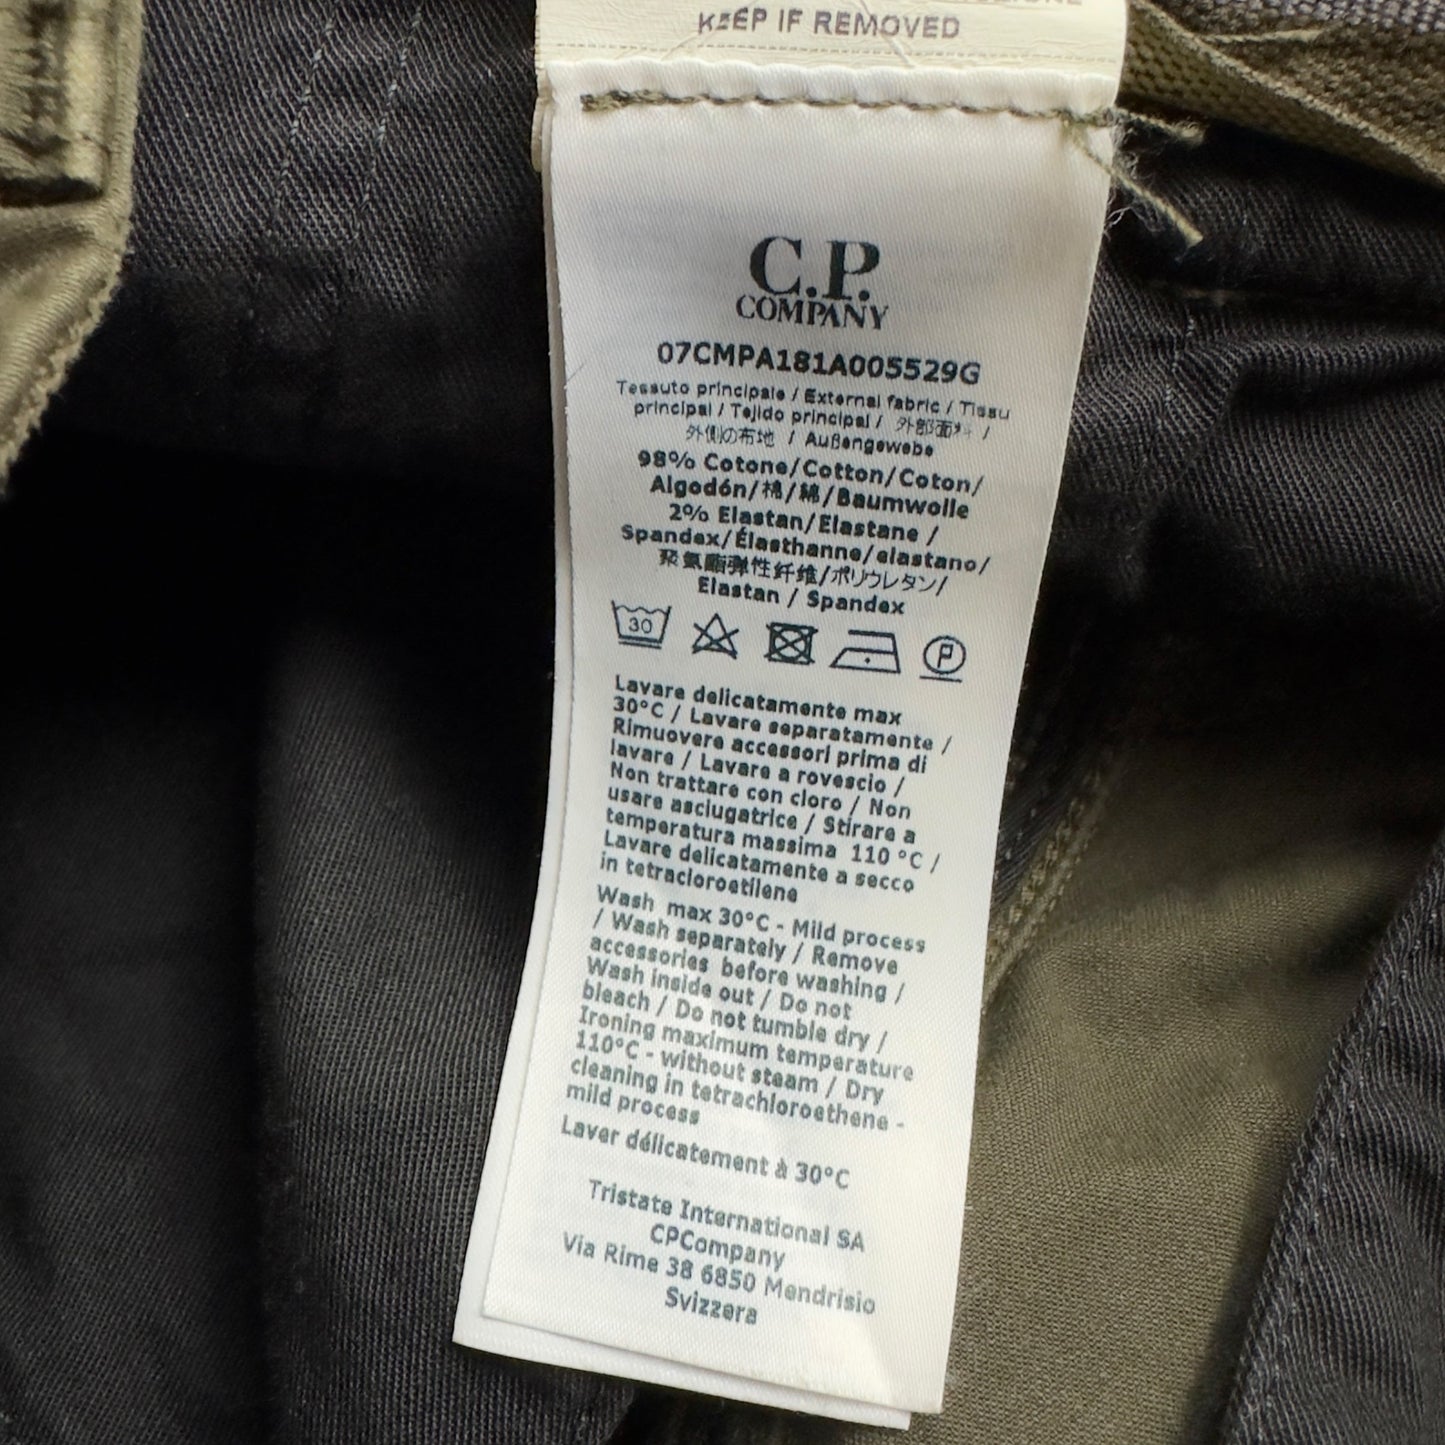 KEEP IF REMOVED
C.P.
COMPANY
07CMPA181A005529G
Tessuto principale / External fabric / Tissu
principal / Tejido principal / 外部面料 /
外側の布地 / Außengewebe
98% Cotone/Cotton/Coton/
Algodón/棉/綿/Baumwolle
2% Elastan/Elastane /
Spandex/Élasthanne/elastano/
聚氨酯弹性纤维/ポリウレタン/
Elastan / Spandex
30 P
Lavare delicatamente max
30°C / Lavare separatamente /
Rimuovere accessori prima di
lavare / Lavare a rovescio /
Non trattare con cloro / Non
usare asciugatrice / Stirare a
temperatura massima 110 °C /
Lavare delicatamente a secco
in tetracloroetilene
Wash max 30°C - Mild process
/ Wash separately / Remove
accessories before washing /
Wash inside out / Do not
bleach / Do not tumble dry /
Ironing maximum temperature
110°C - without steam / Dry
cleaning in tetrachloroethene -
mild process
Laver délicatement à 30°C
Tristate International SA
CPCompany
Via Rime 38 6850 Mendrisio
Svizzera